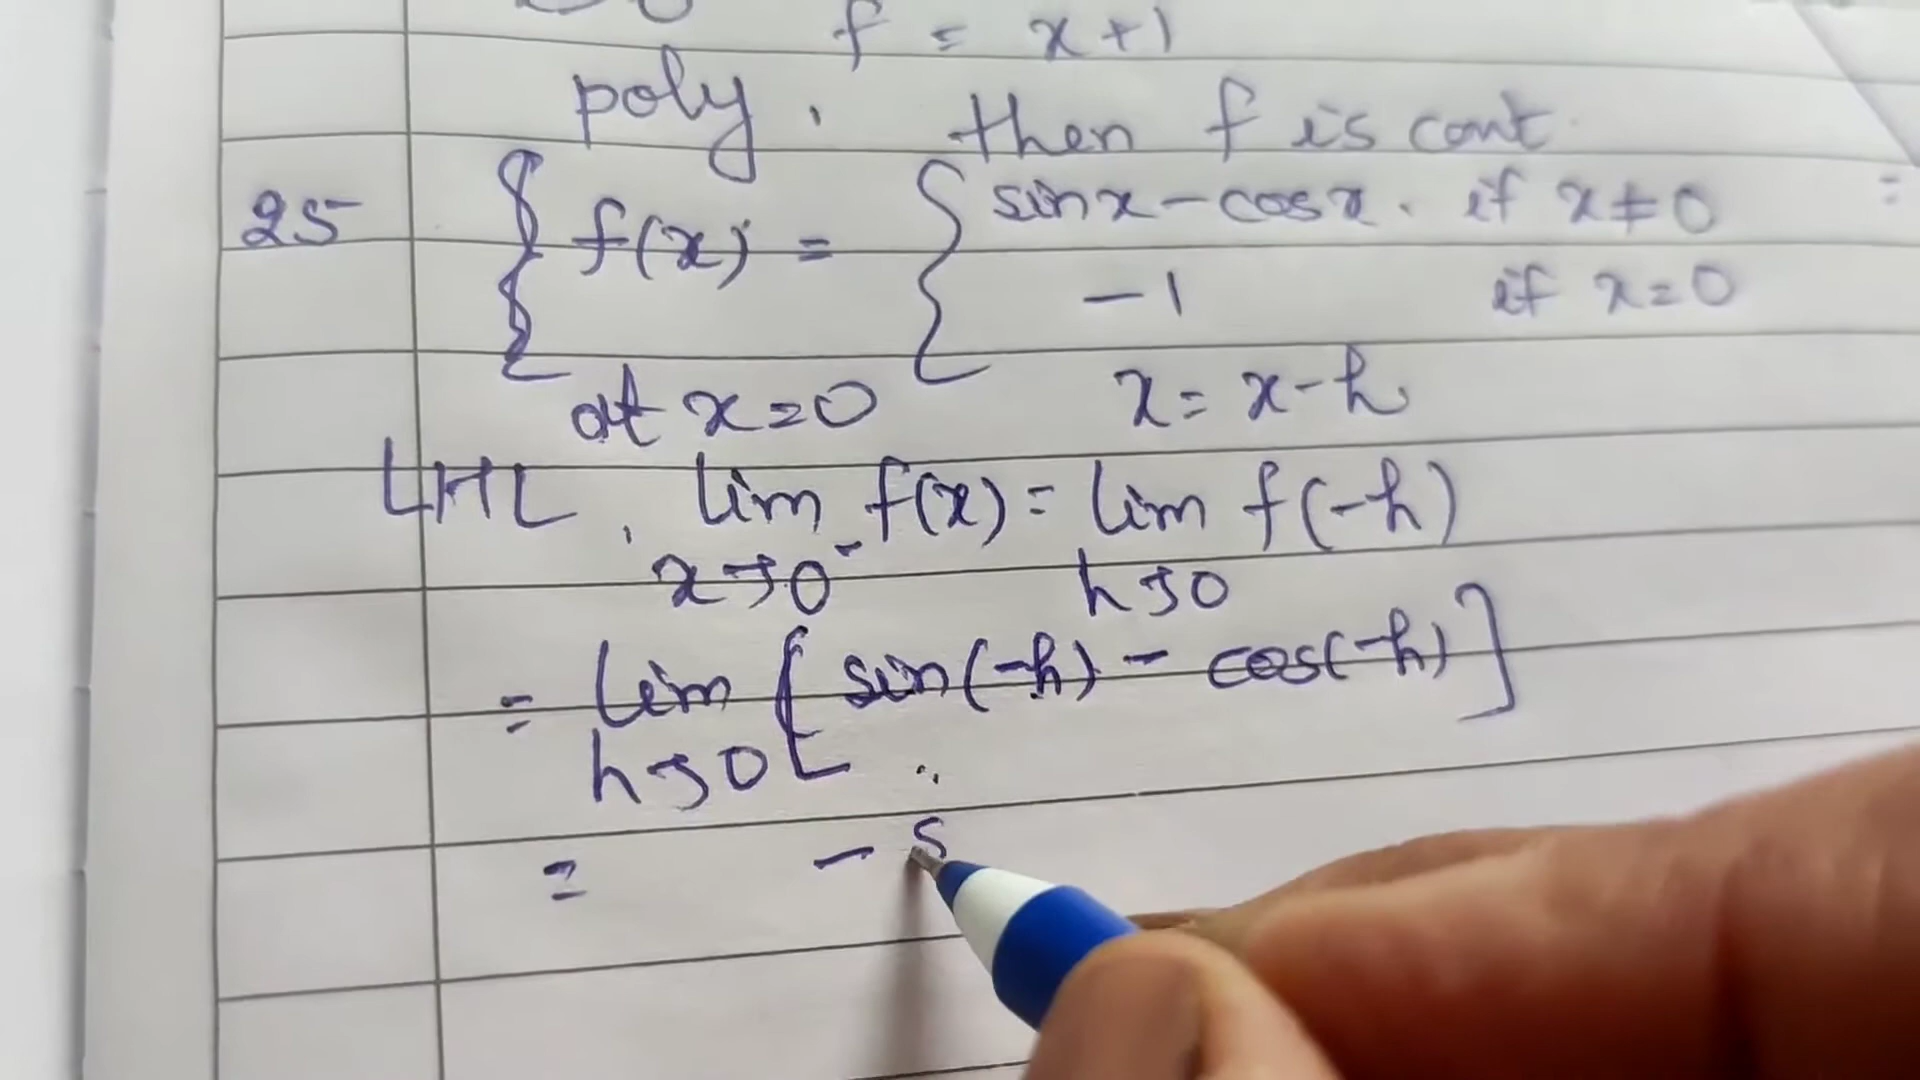 f = x+1
poly. then f is cont.
25 f(x) = { sinx - cosx. if x ≠ 0
-1 if x=0
at x=0 x = x-h
LHL, lim f(x) = lim f(-h)
x→0⁻ h→0
= lim [ sin(-h) - cos(-h) ]
h→0
= - s